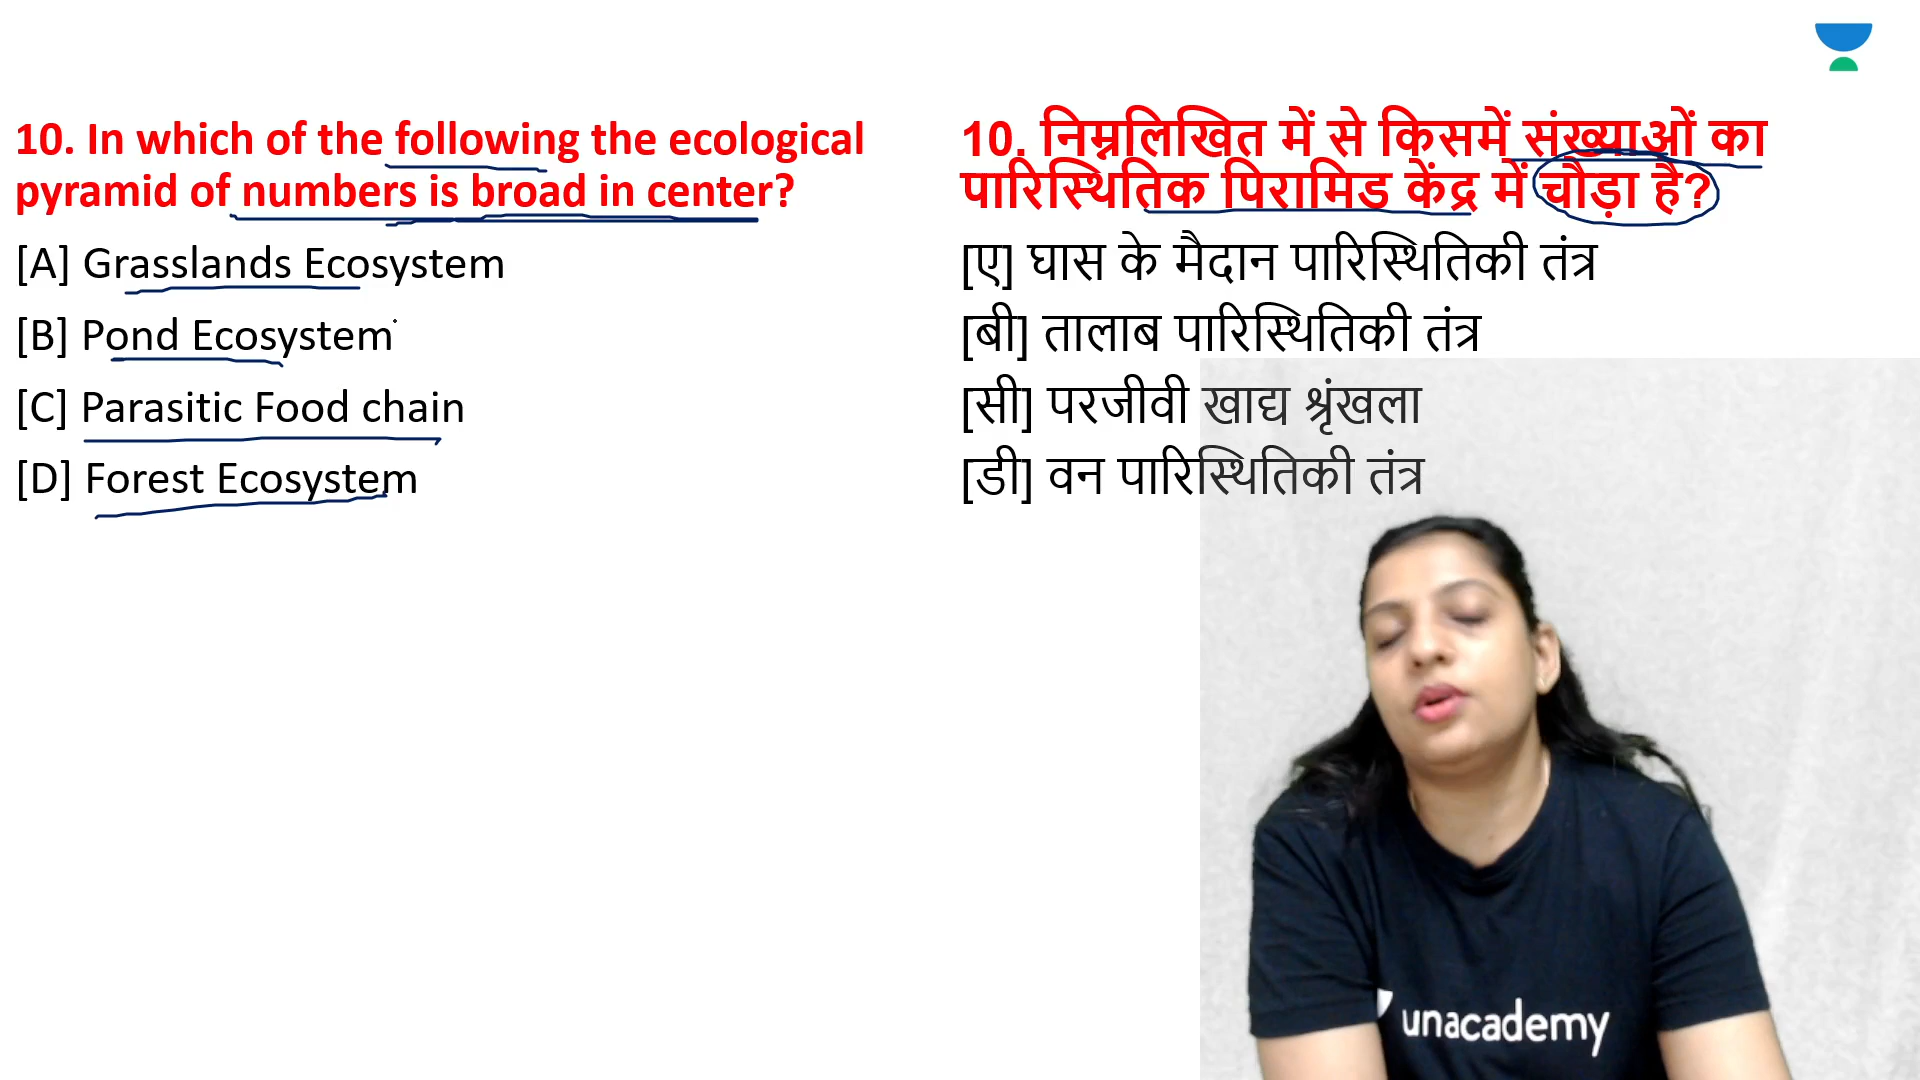 10. In which of the following the ecological
pyramid of numbers is broad in center?
[A] Grasslands Ecosystem
[B] Pond Ecosystem
[C] Parasitic Food chain
[D] Forest Ecosystem
10. निम्नलिखित में से किसमें संख्याओं का
पारिस्थितिक पिरामिड केंद्र में चौड़ा है?
[ए] घास के मैदान पारिस्थितिकी तंत्र
[बी] तालाब पारिस्थितिकी तंत्र
[सी] परजीवी खाद्य श्रृंखला
[डी] वन पारिस्थितिकी तंत्र
unacademy